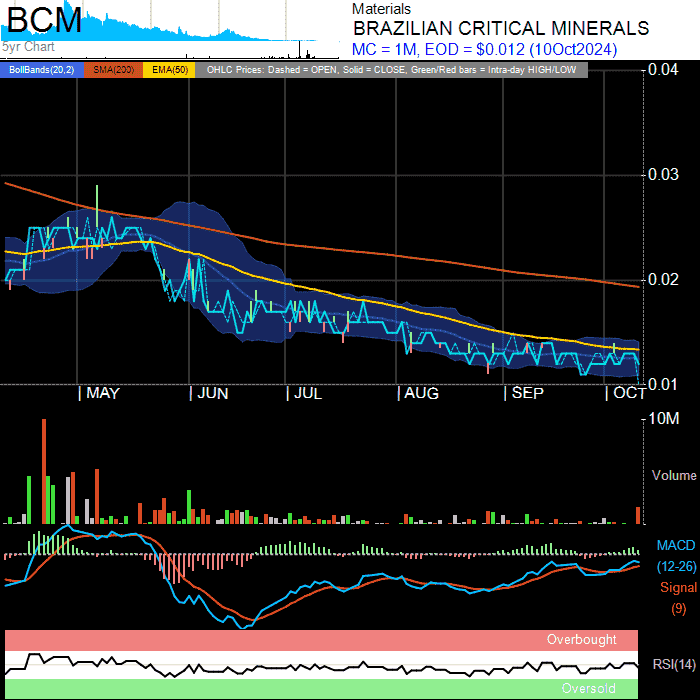 BCM
5yr Chart
Materials
BRAZILIAN CRITICAL MINERALS
MC = 1M, EOD = $0.012 (10Oct2024)
BollBands(20,2) SMA(200) EMA(50) OHLC Prices: Dashed = OPEN, Solid = CLOSE, Green/Red bars = Intra-day HIGH/LOW
0.04
0.03
0.02
0.01
MAY JUN JUL AUG SEP OCT
10M
Volume
MACD
(12-26)
Signal
(9)
Overbought
RSI(14)
Oversold